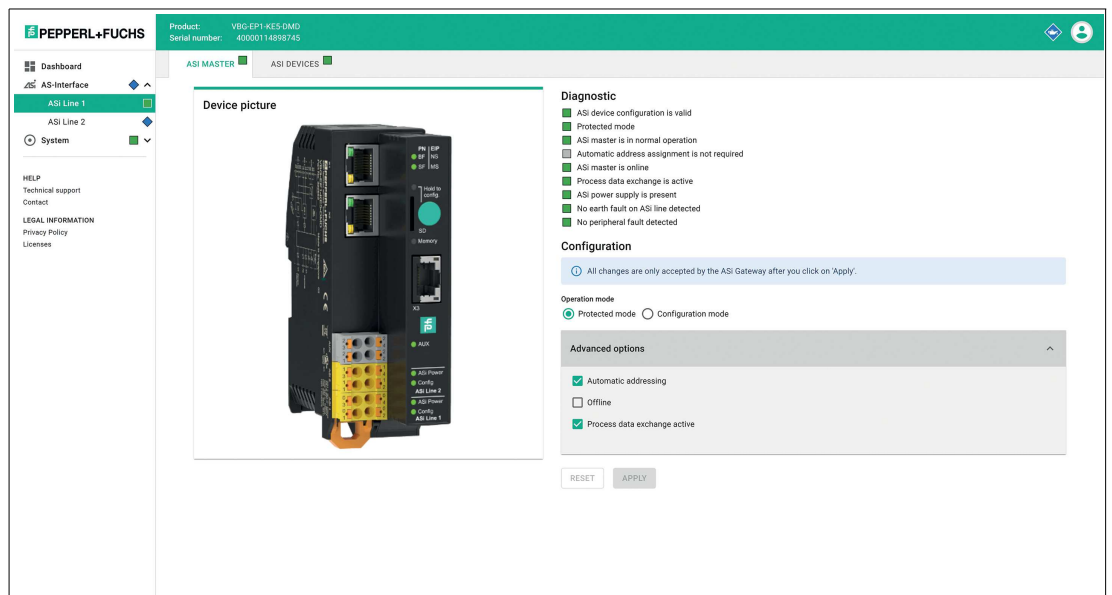 PEPPERL+FUCHS
Product: VBG-EP1-KE5-DMD
Serial number: 40000114898745
Dashboard
AS-Interface
ASi Line 1
ASi Line 2
System
HELP
Technical support
Contact
LEGAL INFORMATION
Privacy Policy
Licenses
ASI MASTER
ASI DEVICES
Device picture
PEPPERL+FUCHS
PN EIP
BF NS
BF MS
Hold to
config.
SD
Memory
X3
AUX
ASi Power
Config
ASi Line 2
ASi Power
Config
ASi Line 1
Diagnostic
ASi device configuration is valid
Protected mode
ASi master is in normal operation
Automatic address assignment is not required
ASi master is online
Process data exchange is active
ASi power supply is present
No earth fault on ASi line detected
No peripheral fault detected
Configuration
All changes are only accepted by the ASi Gateway after you click on 'Apply'.
Operation mode
Protected mode Configuration mode
Advanced options
Automatic addressing
Offline
Process data exchange active
RESET APPLY